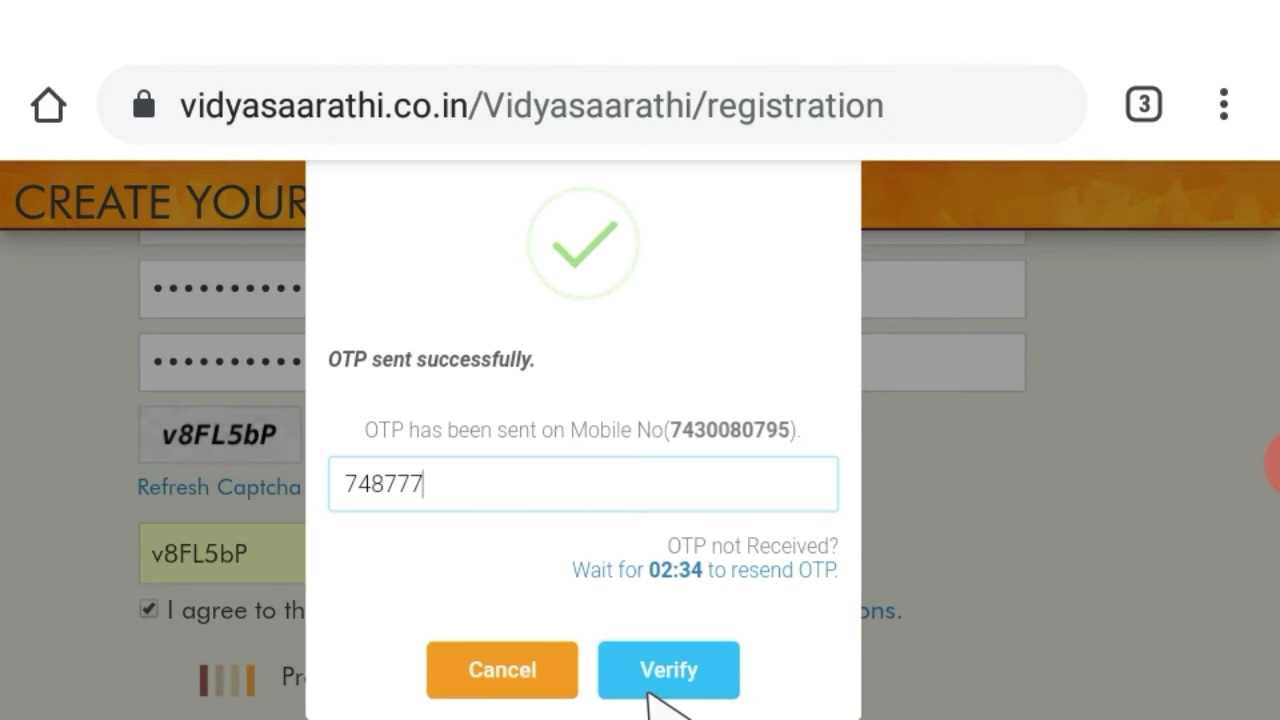 vidyasaarathi.co.in/Vidyasaarathi/registration
3
CREATE YOUR
OTP sent successfully.
OTP has been sent on Mobile No(7430080795).
v8FL5bP
748777
Refresh Captcha
OTP not Received?
v8FL5bP
Wait for 02:34 to resend OTP.
I agree to th
ons.
Cancel
Verify
Pr